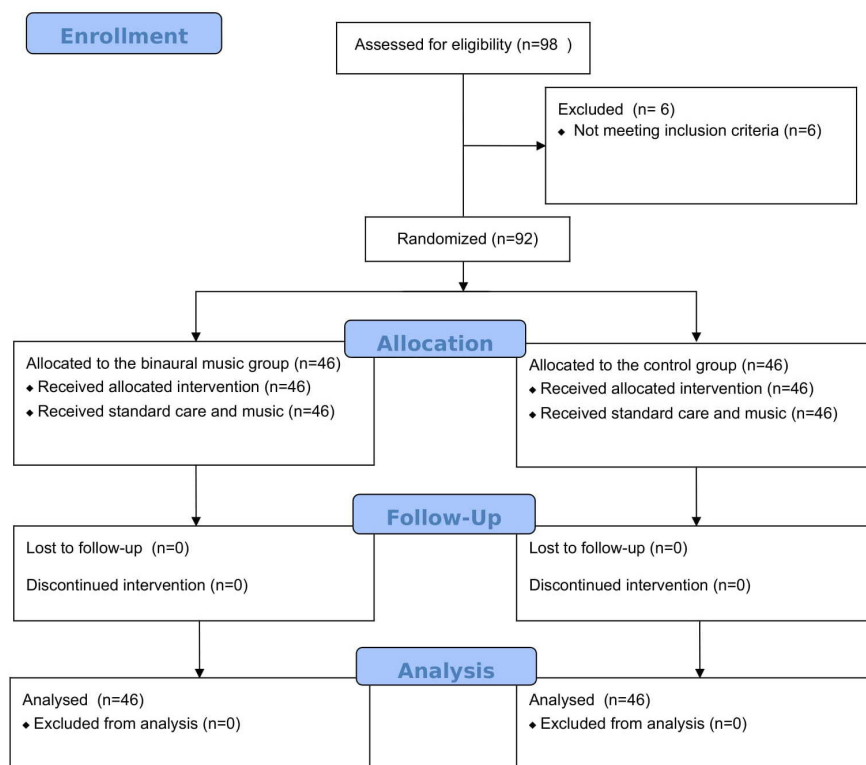 Enrollment
Assessed for eligibility (n=98 )
Excluded (n= 6)
◆ Not meeting inclusion criteria (n=6)
Randomized (n=92)
Allocation
Allocated to the binaural music group (n=46)
◆ Received allocated intervention (n=46)
◆ Received standard care and music (n=46)
Allocated to the control group (n=46)
◆ Received allocated intervention (n=46)
◆ Received standard care and music (n=46)
Follow-Up
Lost to follow-up (n=0)
Discontinued intervention (n=0)
Lost to follow-up (n=0)
Discontinued intervention (n=0)
Analysis
Analysed (n=46)
◆ Excluded from analysis (n=0)
Analysed (n=46)
◆ Excluded from analysis (n=0)